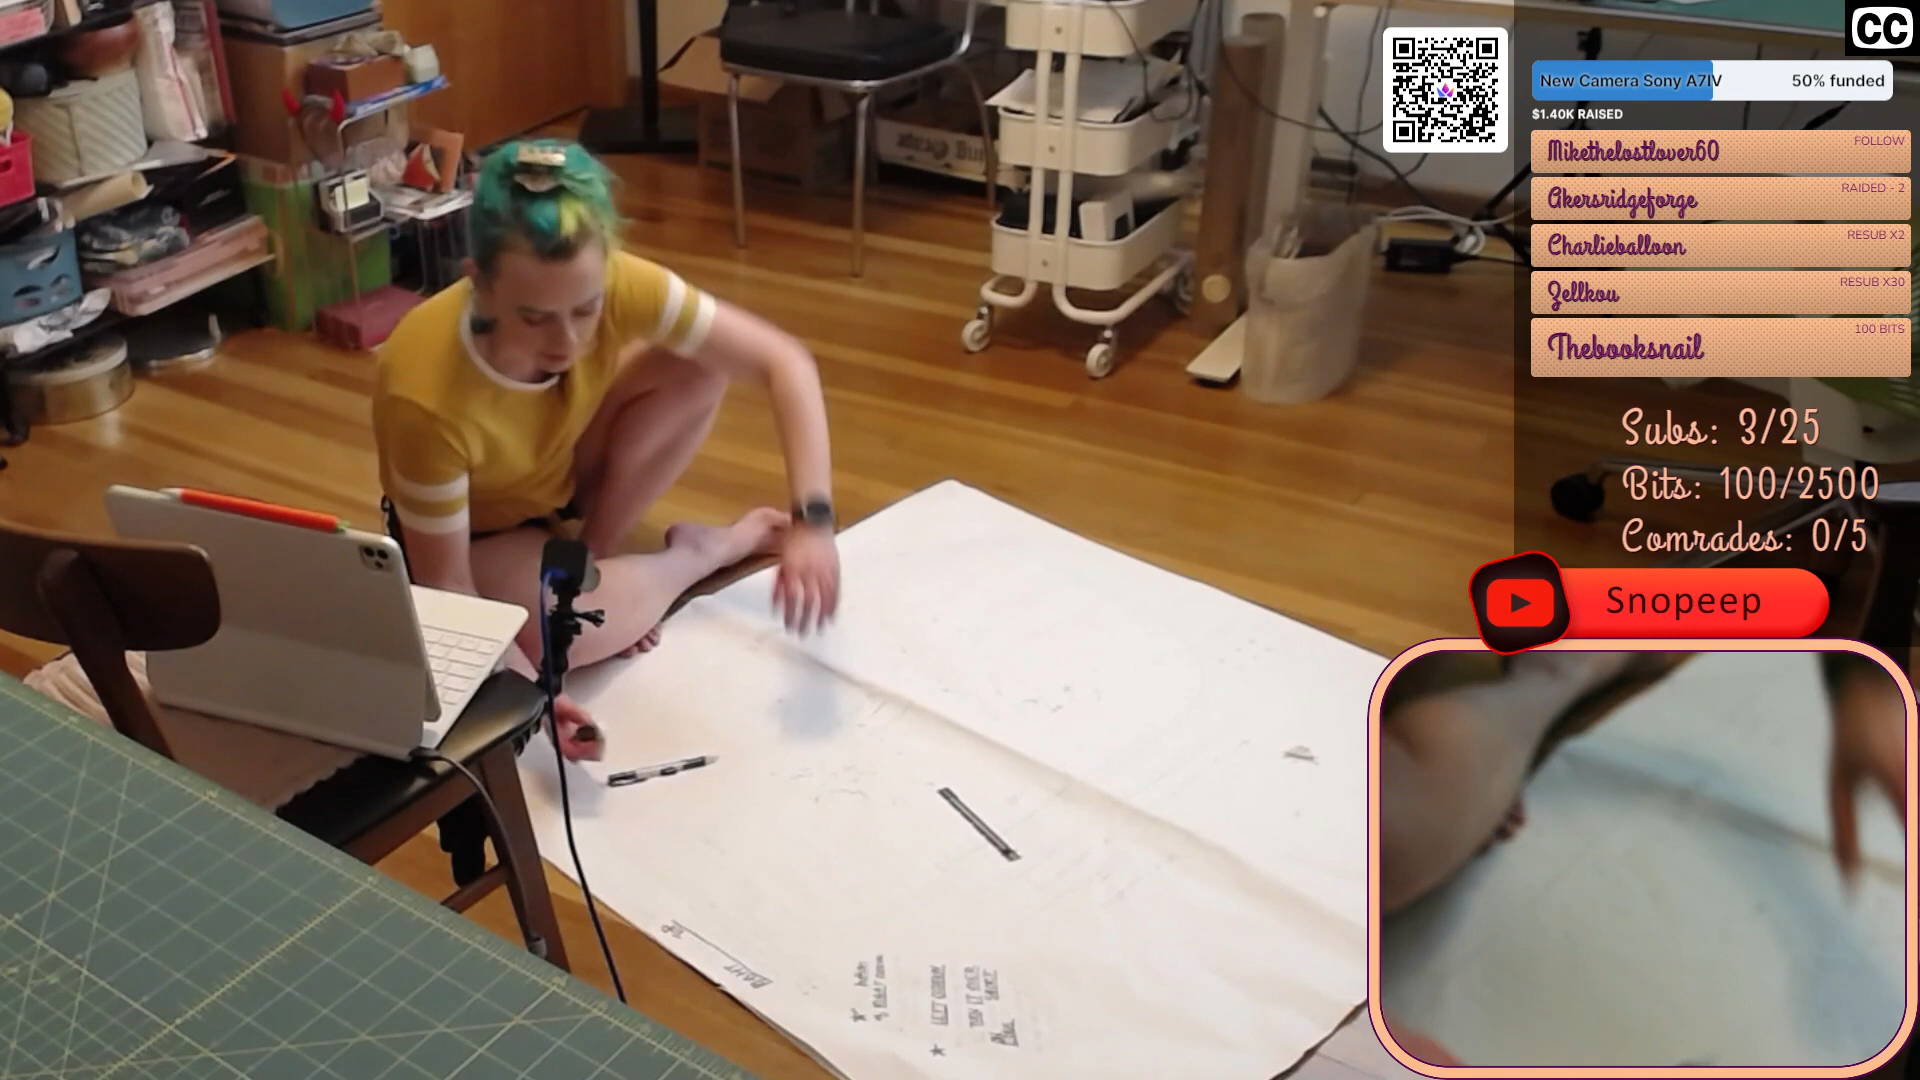 CC
New Camera Sony A7IV 50% funded
$1.40K RAISED
Mikethelostlover60 FOLLOW
Akersridgeforge RAIDED - 2
Charlieballoon RESUB X2
Zellkou RESUB X30
Thebooksnail 100 BITS
Subs: 3/25
Bits: 100/2500
Comrades: 0/5
Snopeep
LEFT